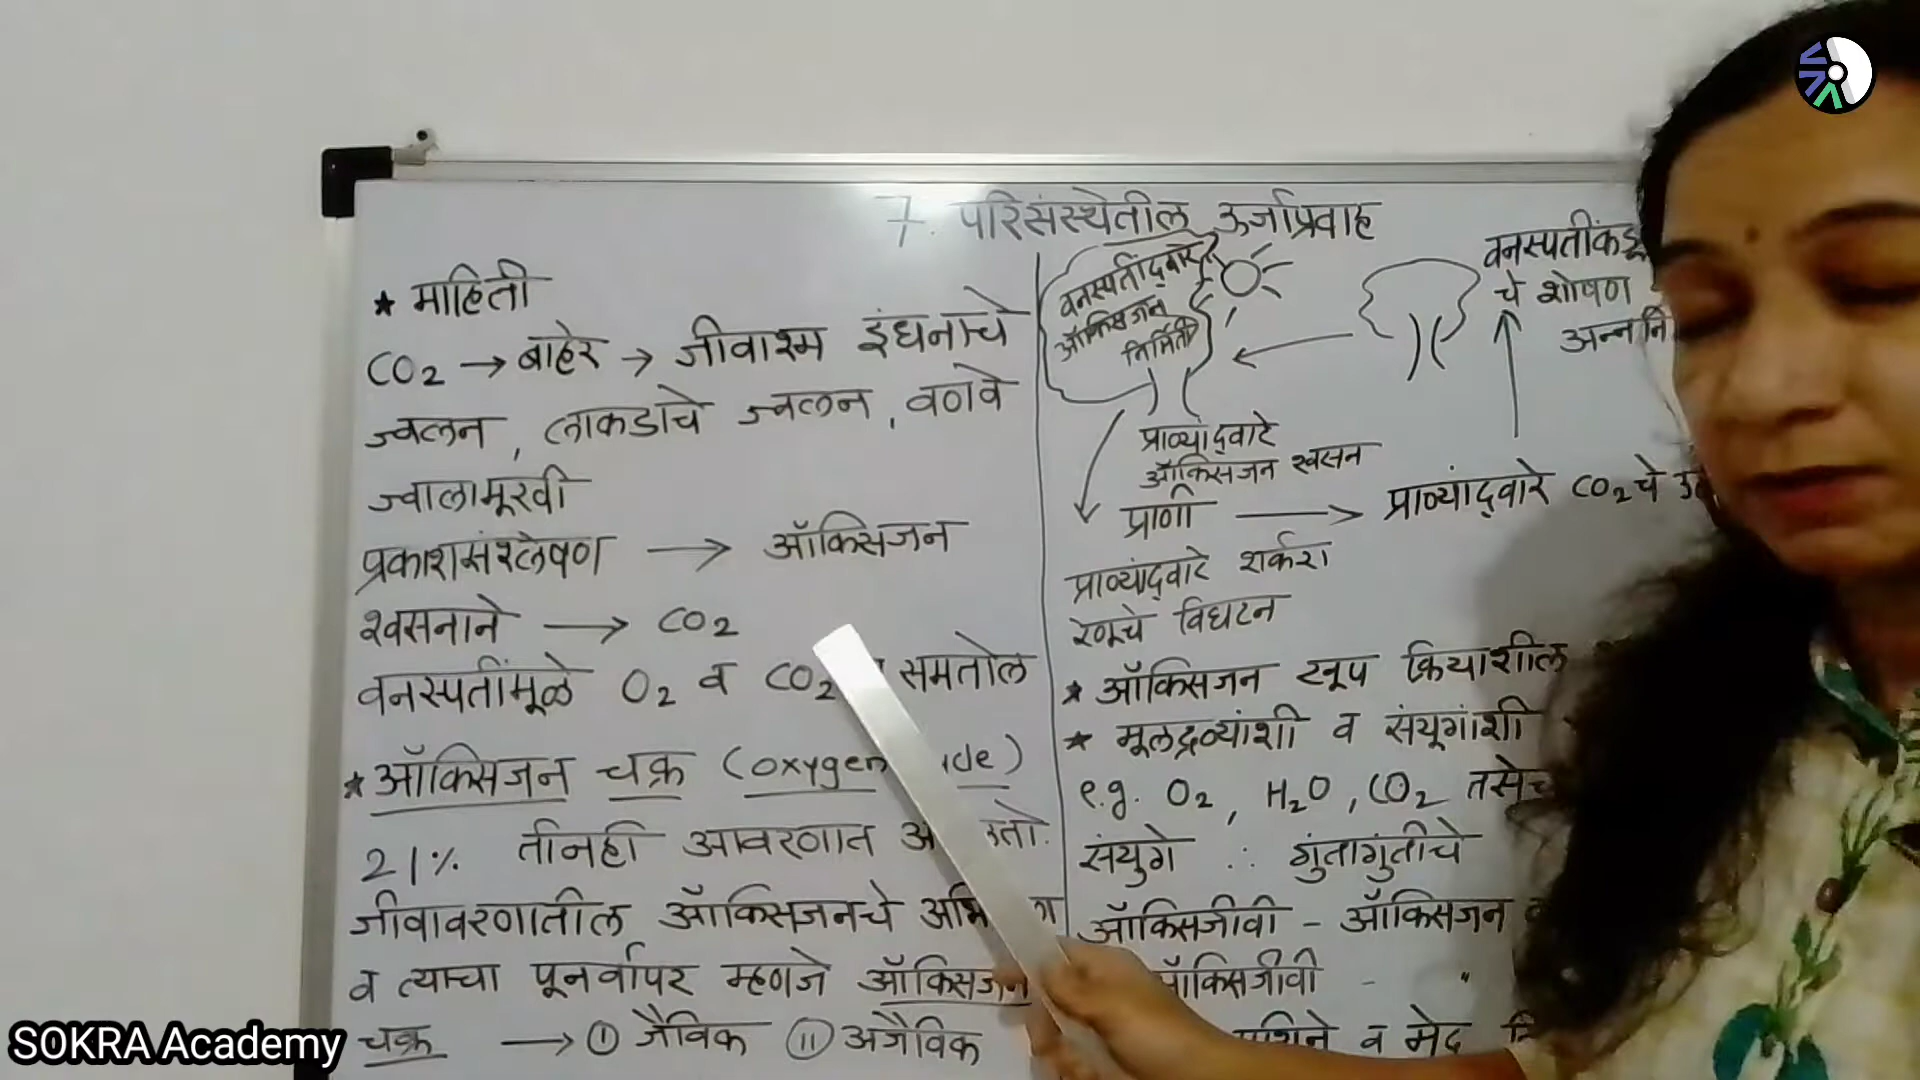 7. परिसंस्थेतील ऊर्जाप्रवाह
★ माहिती
CO₂ → बाहेर → जीवाश्म इंधनाचे
ज्वलन, लाकडाचे ज्वलन, वणवे
ज्वालामूखी
प्रकाशसंश्लेषण → ऑक्सिजन
श्वसनाने → CO₂
वनस्पतींमूळे O₂ व CO₂ समतोल
★ ऑक्सिजन चक्र (oxygen
21% तीनही आवरणात
जीवावरणातील ऑक्सिजनचे
व त्याचा पूनर्वापर म्हणजे ऑक्सिजन
चक्र → ① जैविक ⑪ अजैविक
वनस्पतींद्वारे
ऑक्सिजन
निर्मिती
चे शोषण
प्राण्यांद्वारे
ऑक्सिजन श्वसन
प्राणी → प्राण्यांद्वारे CO₂चे
प्राण्यांद्वारे शर्करा
रेणूचे विघटन
★ ऑक्सिजन खूप क्रियाशील
★ मूलद्रव्यांशी व संयूगांशी
e.g. O₂, H₂O, CO₂ तसेच
संयुगे ∴ गुंतागुंतीचे
ऑक्सिजीवी - ऑक्सिजन
व मेद
SOKRA Academy